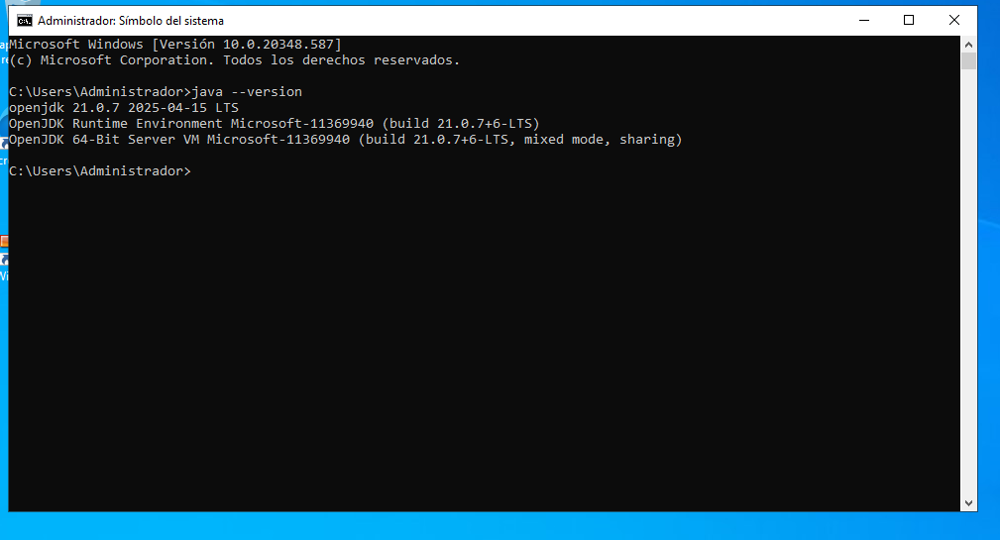 Administrador: Símbolo del sistema
Microsoft Windows [Versión 10.0.20348.587]
(c) Microsoft Corporation. Todos los derechos reservados.
C:\Users\Administrador>java --version
openjdk 21.0.7 2025-04-15 LTS
OpenJDK Runtime Environment Microsoft-11369940 (build 21.0.7+6-LTS)
OpenJDK 64-Bit Server VM Microsoft-11369940 (build 21.0.7+6-LTS, mixed mode, sharing)
C:\Users\Administrador>